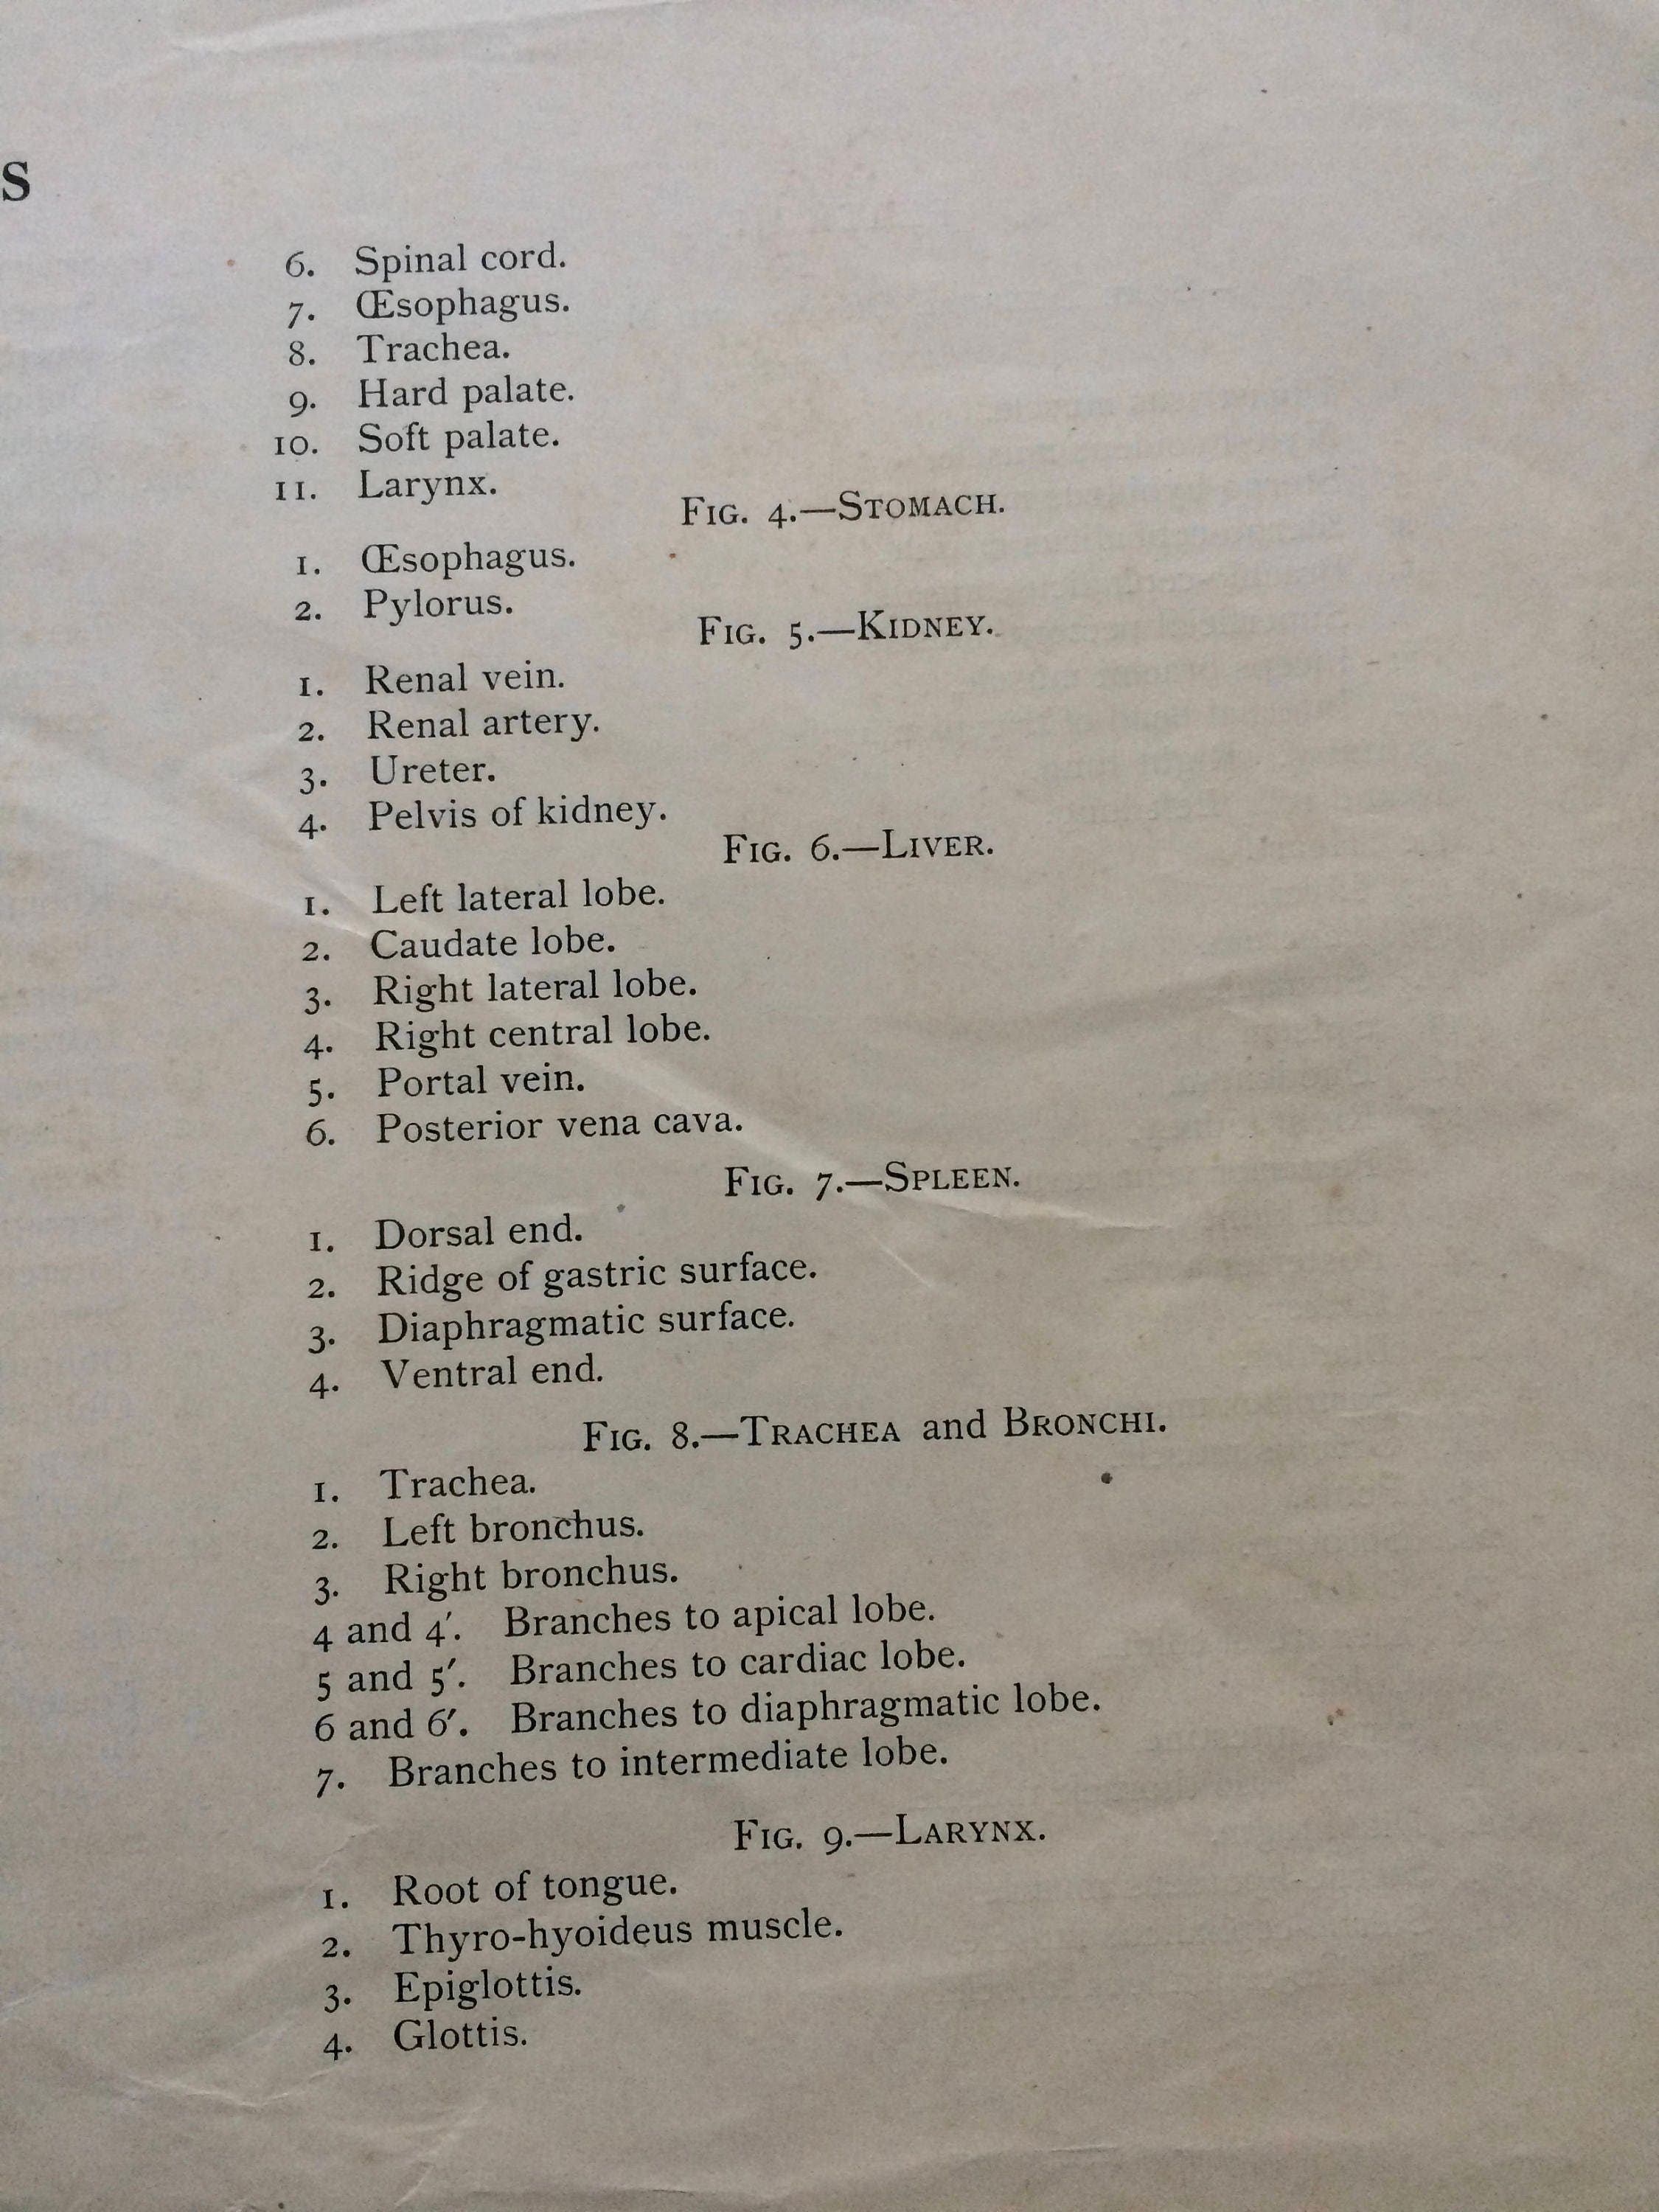 S
6. Spinal cord.
7. Œsophagus.
8. Trachea.
9. Hard palate.
10. Soft palate.
11. Larynx.
FIG. 4.—STOMACH.
1. Œsophagus.
2. Pylorus.
FIG. 5.—KIDNEY.
1. Renal vein.
2. Renal artery.
3. Ureter.
4. Pelvis of kidney.
FIG. 6.—LIVER.
1. Left lateral lobe.
2. Caudate lobe.
3. Right lateral lobe.
4. Right central lobe.
5. Portal vein.
6. Posterior vena cava.
FIG. 7.—SPLEEN.
1. Dorsal end.
2. Ridge of gastric surface.
3. Diaphragmatic surface.
4. Ventral end.
FIG. 8.—TRACHEA and BRONCHI.
1. Trachea.
2. Left bronchus.
3. Right bronchus.
4 and 4′. Branches to apical lobe.
5 and 5′. Branches to cardiac lobe.
6 and 6′. Branches to diaphragmatic lobe.
7. Branches to intermediate lobe.
FIG. 9.—LARYNX.
1. Root of tongue.
2. Thyro-hyoideus muscle.
3. Epiglottis.
4. Glottis.